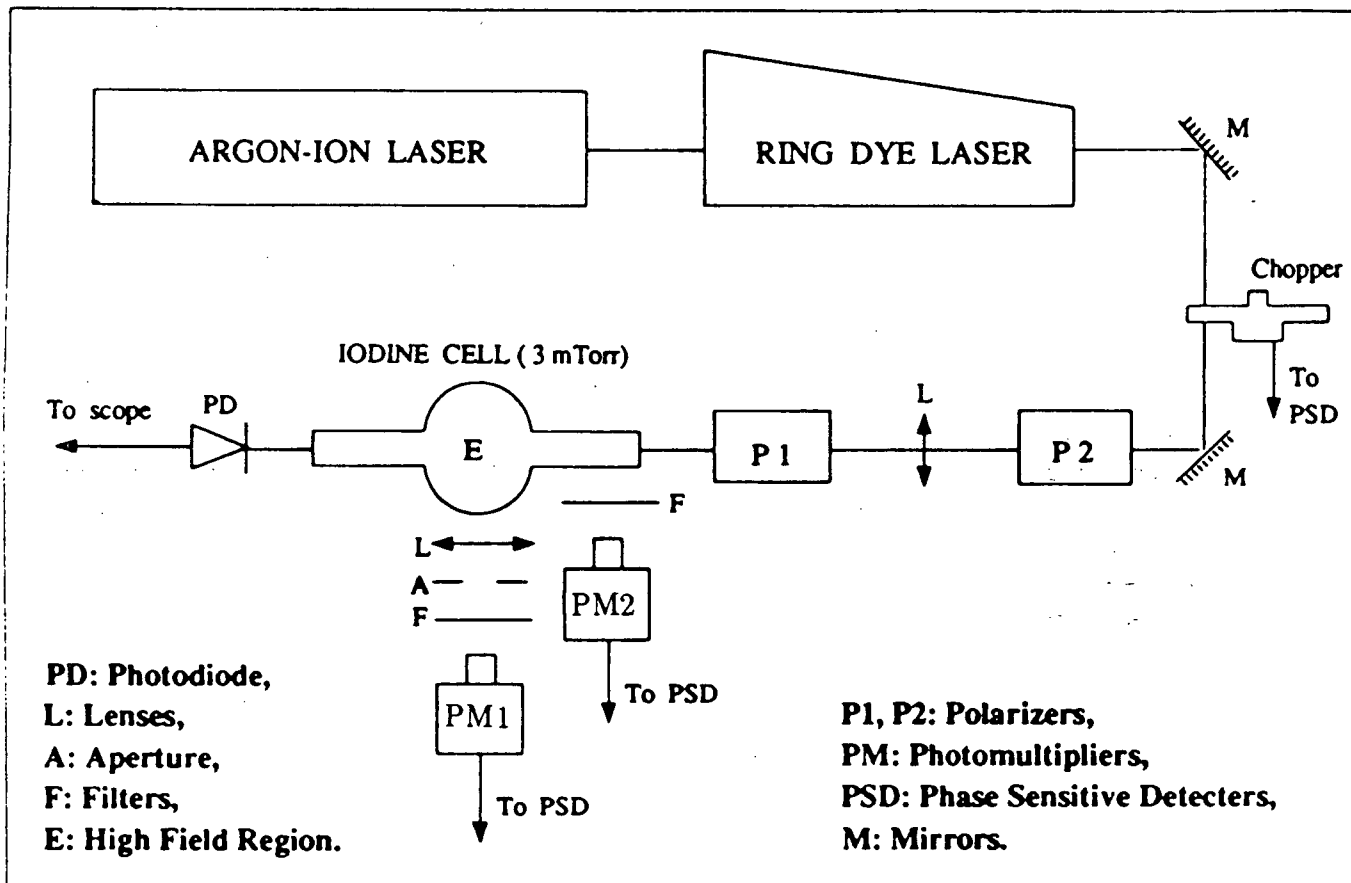 ARGON-ION LASER
RING DYE LASER
M
Chopper
To
PSD
IODINE CELL ( 3 mTorr)
To scope
PD
E
P1
L
P2
M
F
L
A
F
PM2
PM1
To PSD
To PSD
PD: Photodiode,
L: Lenses,
A: Aperture,
F: Filters,
E: High Field Region.
P1, P2: Polarizers,
PM: Photomultipliers,
PSD: Phase Sensitive Detecters,
M: Mirrors.